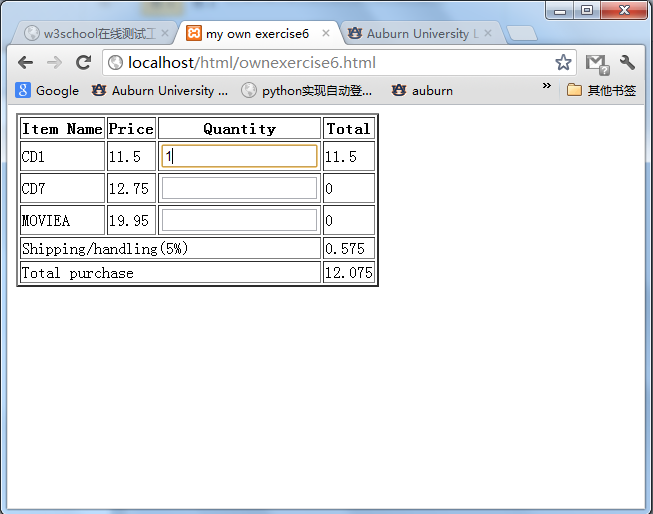 w3school在线测试工
my own exercise6
Auburn University L
localhost/html/ownexercise6.html
Google
Auburn University ...
python实现自动登...
auburn
»
其他书签
Item Name Price Quantity Total
CD1 11.5 1 11.5
CD7 12.75 0
MOVIEA 19.95 0
Shipping/handling(5%) 0.575
Total purchase 12.075